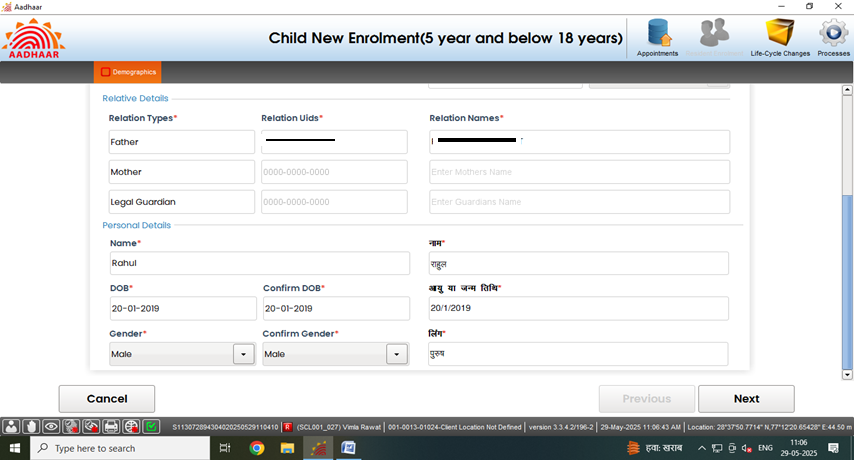 Aadhaar
AADHAAR
Child New Enrolment(5 year and below 18 years)
Appointments
Life-Cycle Changes
Processes
Demographics
Relative Details
Relation Types* Relation Uids* Relation Names*
Father
Mother 0000-0000-0000 Enter Mothers Name
Legal Guardian 0000-0000-0000 Enter Guardians Name
Personal Details
Name* नाम*
Rahul राहुल
DOB* Confirm DOB* आयु या जन्म तिथि*
20-01-2019 20-01-2019 20/1/2019
Gender* Confirm Gender* लिंग*
Male Male पुरुष
Cancel Previous Next
S113072894304020250529110410 R (SCL001_027) Vimla Rawat 001-0013-01024-Client Location Not Defined version 3.3.4.2/196-2 29-May-2025 11:06:43 AM Location: 28°37'50.7714" N,77°12'20.65428" E:44.50 m
Type here to search हवा: खराब ENG 11:06
29-05-2025